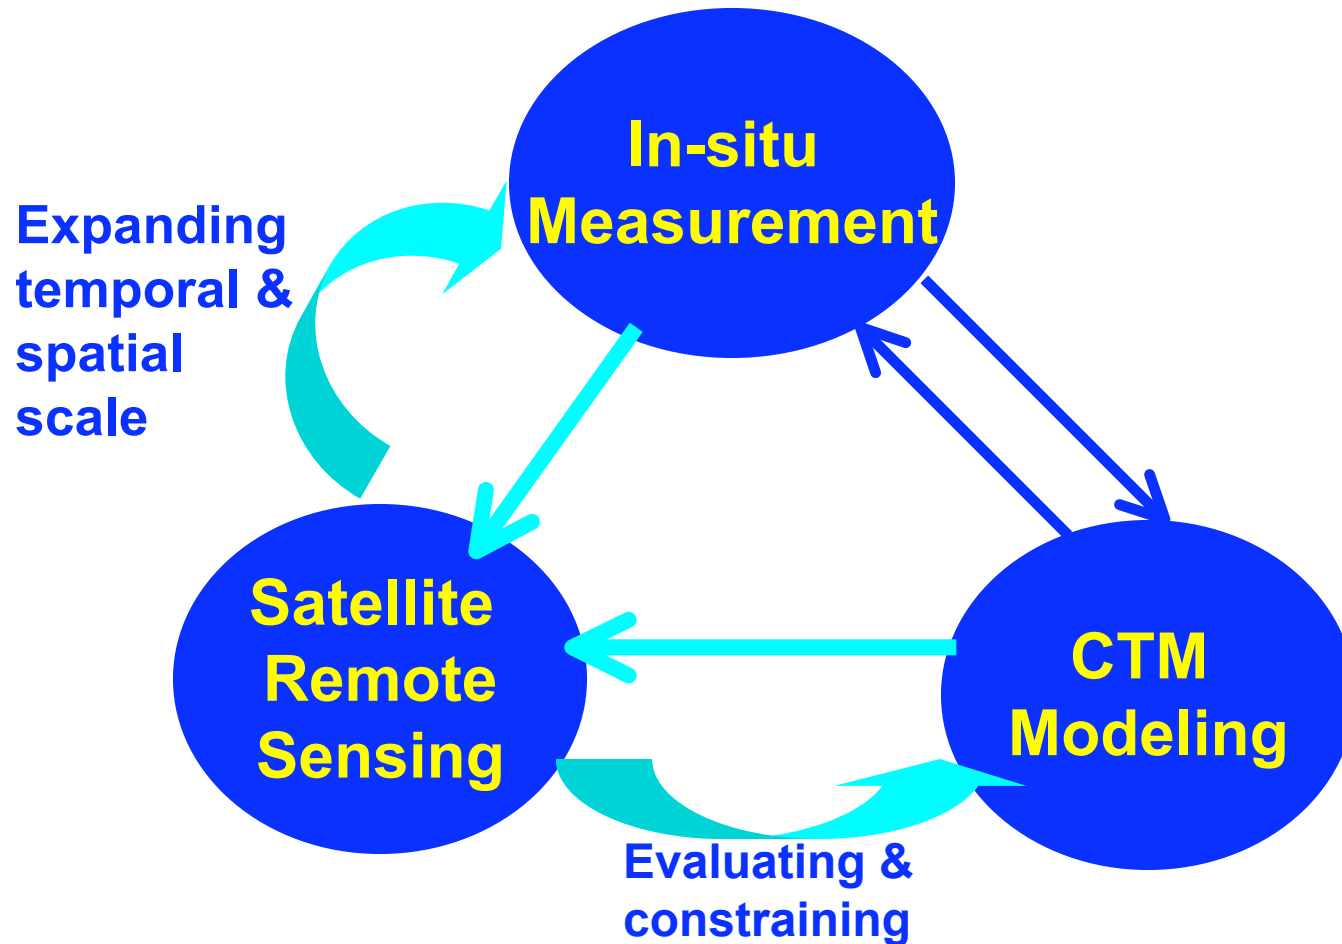 In-situ
Measurement
Expanding
temporal &
spatial
scale
Satellite
Remote
Sensing
CTM
Modeling
Evaluating &
constraining